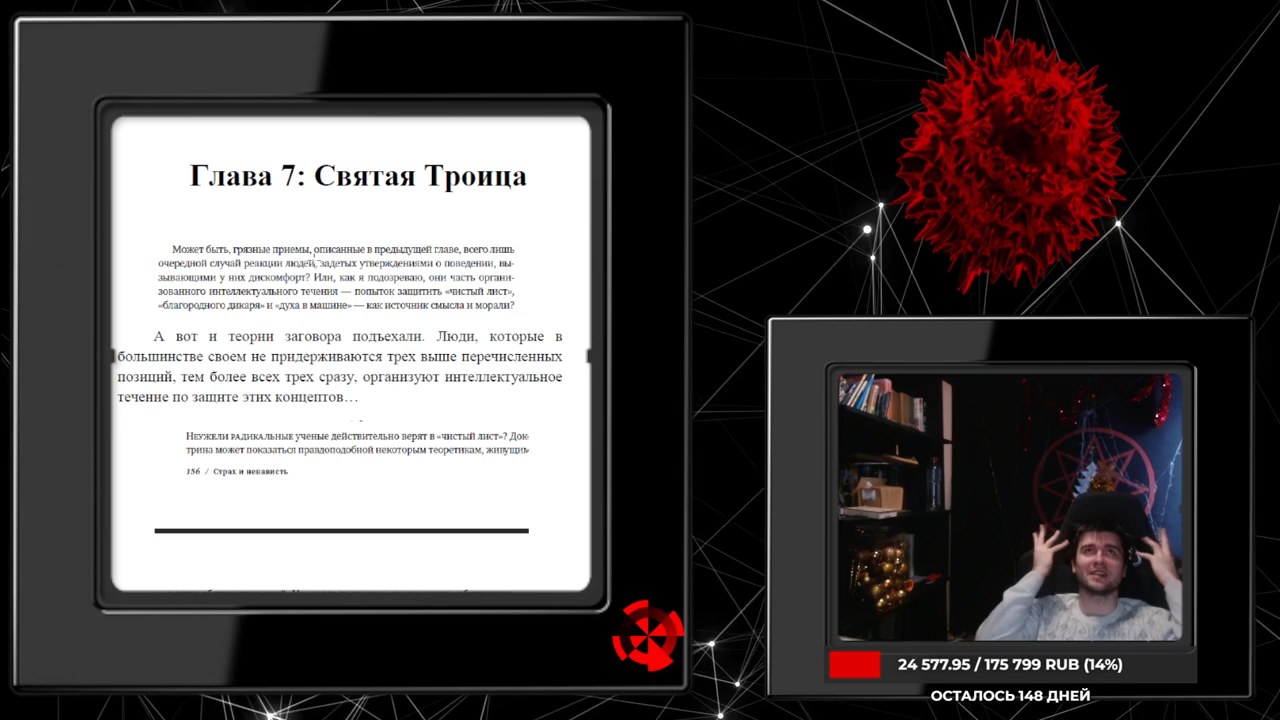 Глава 7: Святая Троица
Может быть, грязные приемы, описанные в предыдущей главе, всего лишь
очередной случай реакции людей, задетых утверждениями о поведении, вы-
зывающими у них дискомфорт? Или, как я подозреваю, они часть органи-
зованного интеллектуального течения — попыток защитить «чистый лист»,
«благородного дикаря» и «духа в машине» — как источник смысла и морали?
А вот и теории заговора подъехали. Люди, которые в
большинстве своем не придерживаются трех выше перечисленных
позиций, тем более всех трех сразу, организуют интеллектуальное
течение по защите этих концептов…
Неужели радикальные ученые действительно верят в «чистый лист»? Док-
трина может показаться правдоподобной некоторым теоретикам, живущим
156 / Страх и ненависть
24 577.95 / 175 799 RUB (14%)
ОСТАЛОСЬ 148 ДНЕЙ